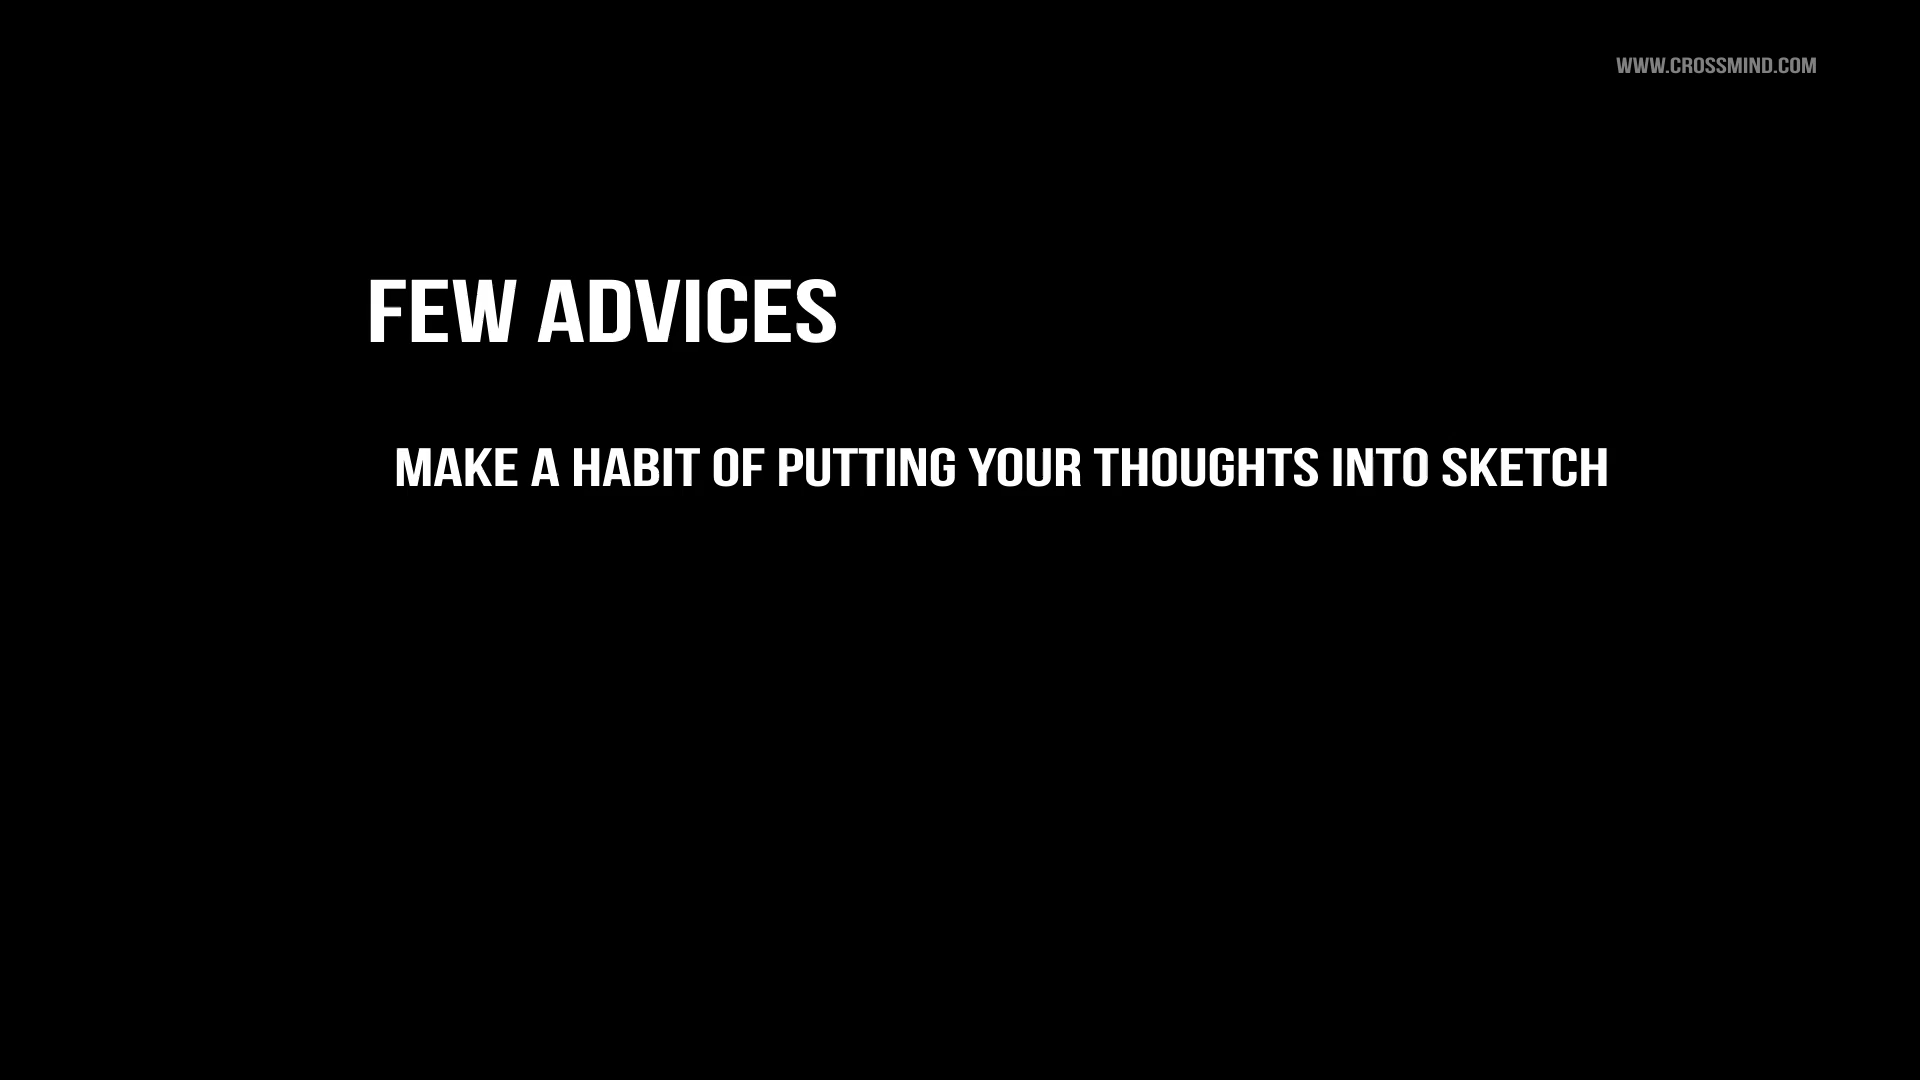 WWW.CROSSMIND.COM
FEW ADVICES
MAKE A HABIT OF PUTTING YOUR THOUGHTS INTO SKETCH